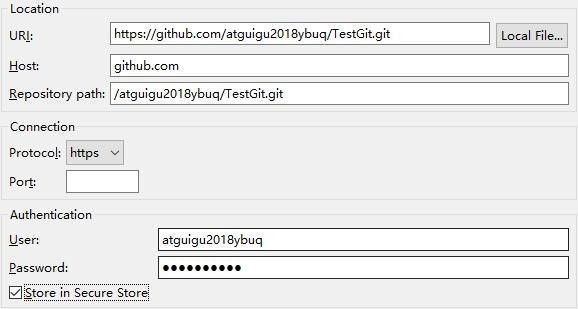 Location
URI: https://github.com/atguigu2018ybuq/TestGit.git Local File...
Host: github.com
Repository path: /atguigu2018ybuq/TestGit.git
Connection
Protocol: https
Port:
Authentication
User: atguigu2018ybuq
Password: ●●●●●●●●●●
Store in Secure Store